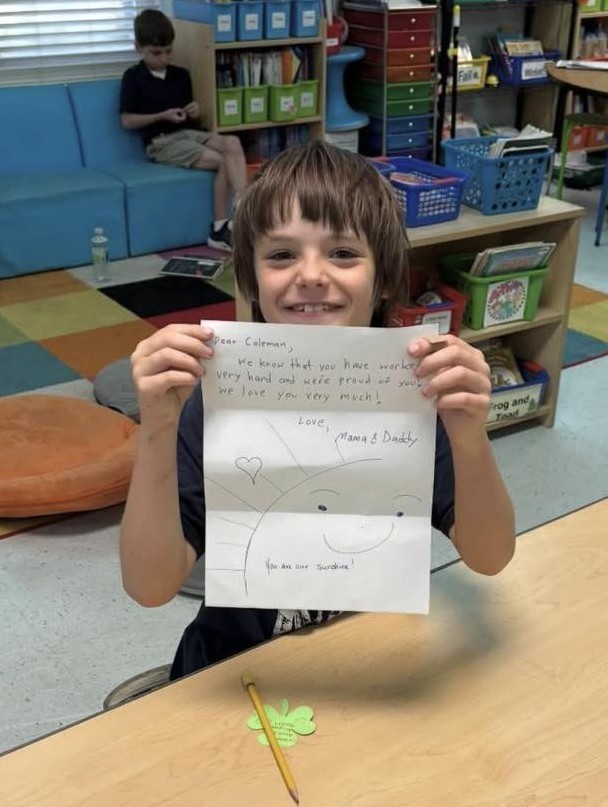 Dear Coleman,
We know that you have worke
very hard and we're proud of you!
We love you very much!
Love,
Mama & Daddy
You are our sunshine!
Frog and
Toad